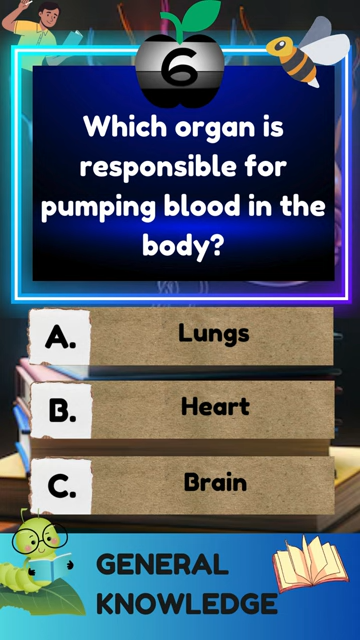 6
Which organ is
responsible for
pumping blood in the
body?
A. Lungs
B. Heart
C. Brain
GENERAL
KNOWLEDGE